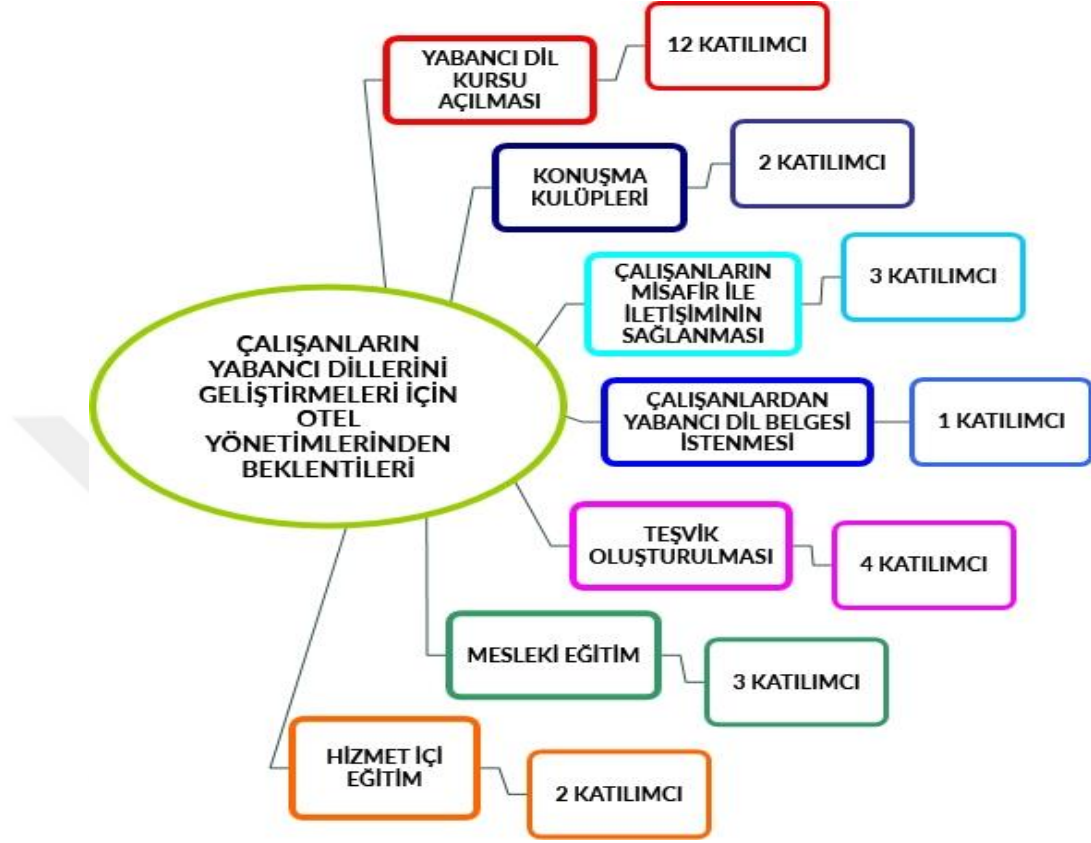 YABANCI DİL
KURSU
AÇILMASI
12 KATILIMCI
KONUŞMA
KULÜPLERİ
2 KATILIMCI
ÇALIŞANLARIN
MİSAFİR İLE
İLETİŞİMİNİN
SAĞLANMASI
3 KATILIMCI
ÇALIŞANLARIN
YABANCI DİLLERİNİ
GELİŞTİRMELERİ İÇİN
OTEL
YÖNETİMLERİNDEN
BEKLENTİLERİ
ÇALIŞANLARDAN
YABANCI DİL BELGESİ
İSTENMESİ
1 KATILIMCI
TEŞVİK
OLUŞTURULMASI
4 KATILIMCI
MESLEKİ EĞİTİM
3 KATILIMCI
HİZMET İÇİ
EĞİTİM
2 KATILIMCI